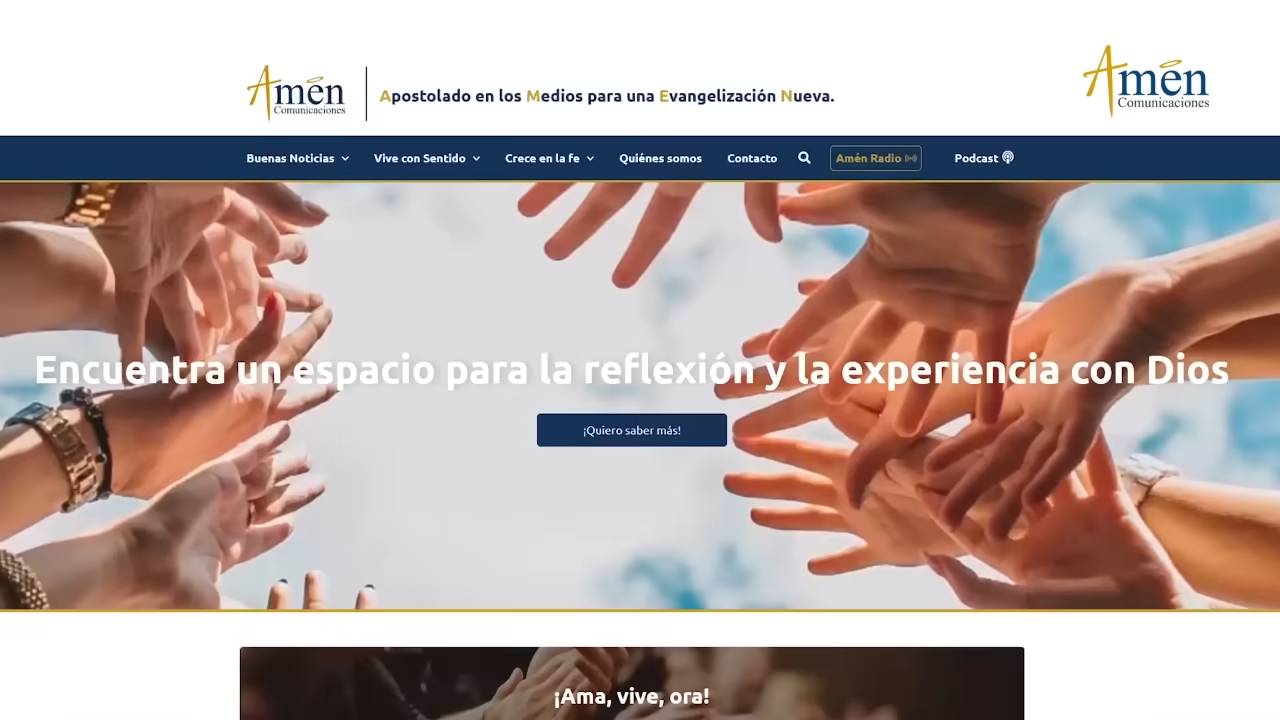 Amén
Comunicaciones
Apostolado en los Medios para una Evangelización Nueva.
Amén
Comunicaciones
Buenas Noticias
Vive con Sentido
Crece en la fe
Quiénes somos
Contacto
Amén Radio
Podcast
Encuentra un espacio para la reflexión y la experiencia con Dios
¡Quiero saber más!
¡Ama, vive, ora!